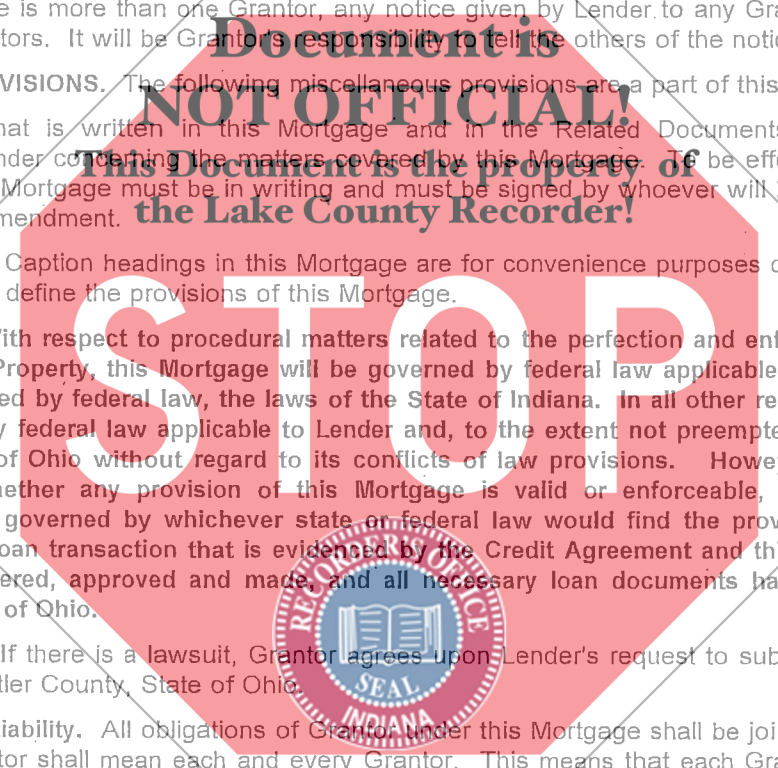 e is more than one Grantor, any notice given by Lender to any Gra
Document is
tors. It will be Grantor's responsibility to tell the others of the notic
VISIONS. The following miscellaneous provisions are a part of this
NOT OFFICIAL!
hat is written in this Mortgage and in the Related Documents
This Document is the property of
nder concerning the matters covered by this Mortgage. To be effe
Mortgage must be in writing and must be signed by whoever will
the Lake County Recorder!
mendment.
Caption headings in this Mortgage are for convenience purposes o
define the provisions of this Mortgage.
STOP
With respect to procedural matters related to the perfection and enf
Property, this Mortgage will be governed by federal law applicable
ed by federal law, the laws of the State of Indiana. In all other re
y federal law applicable to Lender and, to the extent not preempte
of Ohio without regard to its conflicts of law provisions. Howe
hether any provision of this Mortgage is valid or enforceable,
governed by whichever state or federal law would find the prov
oan transaction that is evidenced by the Credit Agreement and th
ered, approved and made, and all necessary loan documents ha
of Ohio.
RECORDER'S OFFICE
SEAL
INDIANA
If there is a lawsuit, Grantor agrees upon Lender's request to sub
tler County, State of Ohio.
iability. All obligations of Grantor under this Mortgage shall be join
tor shall mean each and every Grantor. This means that each Gra